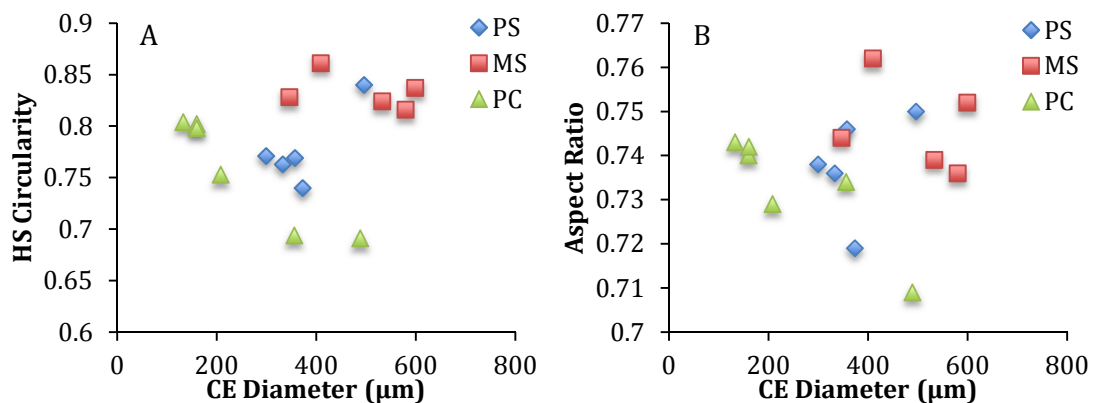 A
HS Circularity
0.9
0.85
0.8
0.75
0.7
0.65
0.6
0
200
400
600
800
CE Diameter (µm)
PS
MS
PC
B
Aspect Ratio
0.77
0.76
0.75
0.74
0.73
0.72
0.71
0.7
0
200
400
600
800
CE Diameter (µm)
PS
MS
PC